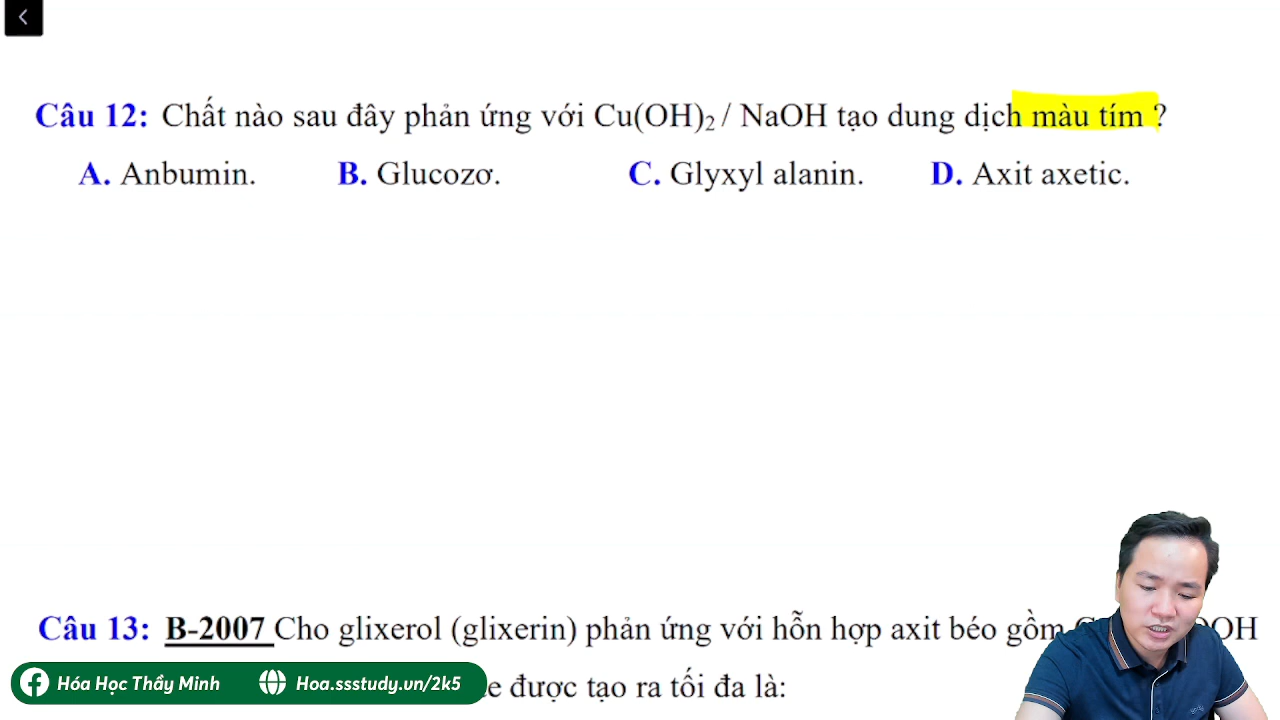 Câu 12: Chất nào sau đây phản ứng với Cu(OH)₂ / NaOH tạo dung dịch màu tím ?
A. Anbumin. B. Glucozơ. C. Glyxyl alanin. D. Axit axetic.
Câu 13: B-2007 Cho glixerol (glixerin) phản ứng với hỗn hợp axit béo gồm
được tạo ra tối đa là:
Hóa Học Thầy Minh Hoa.ssstudy.vn/2k5